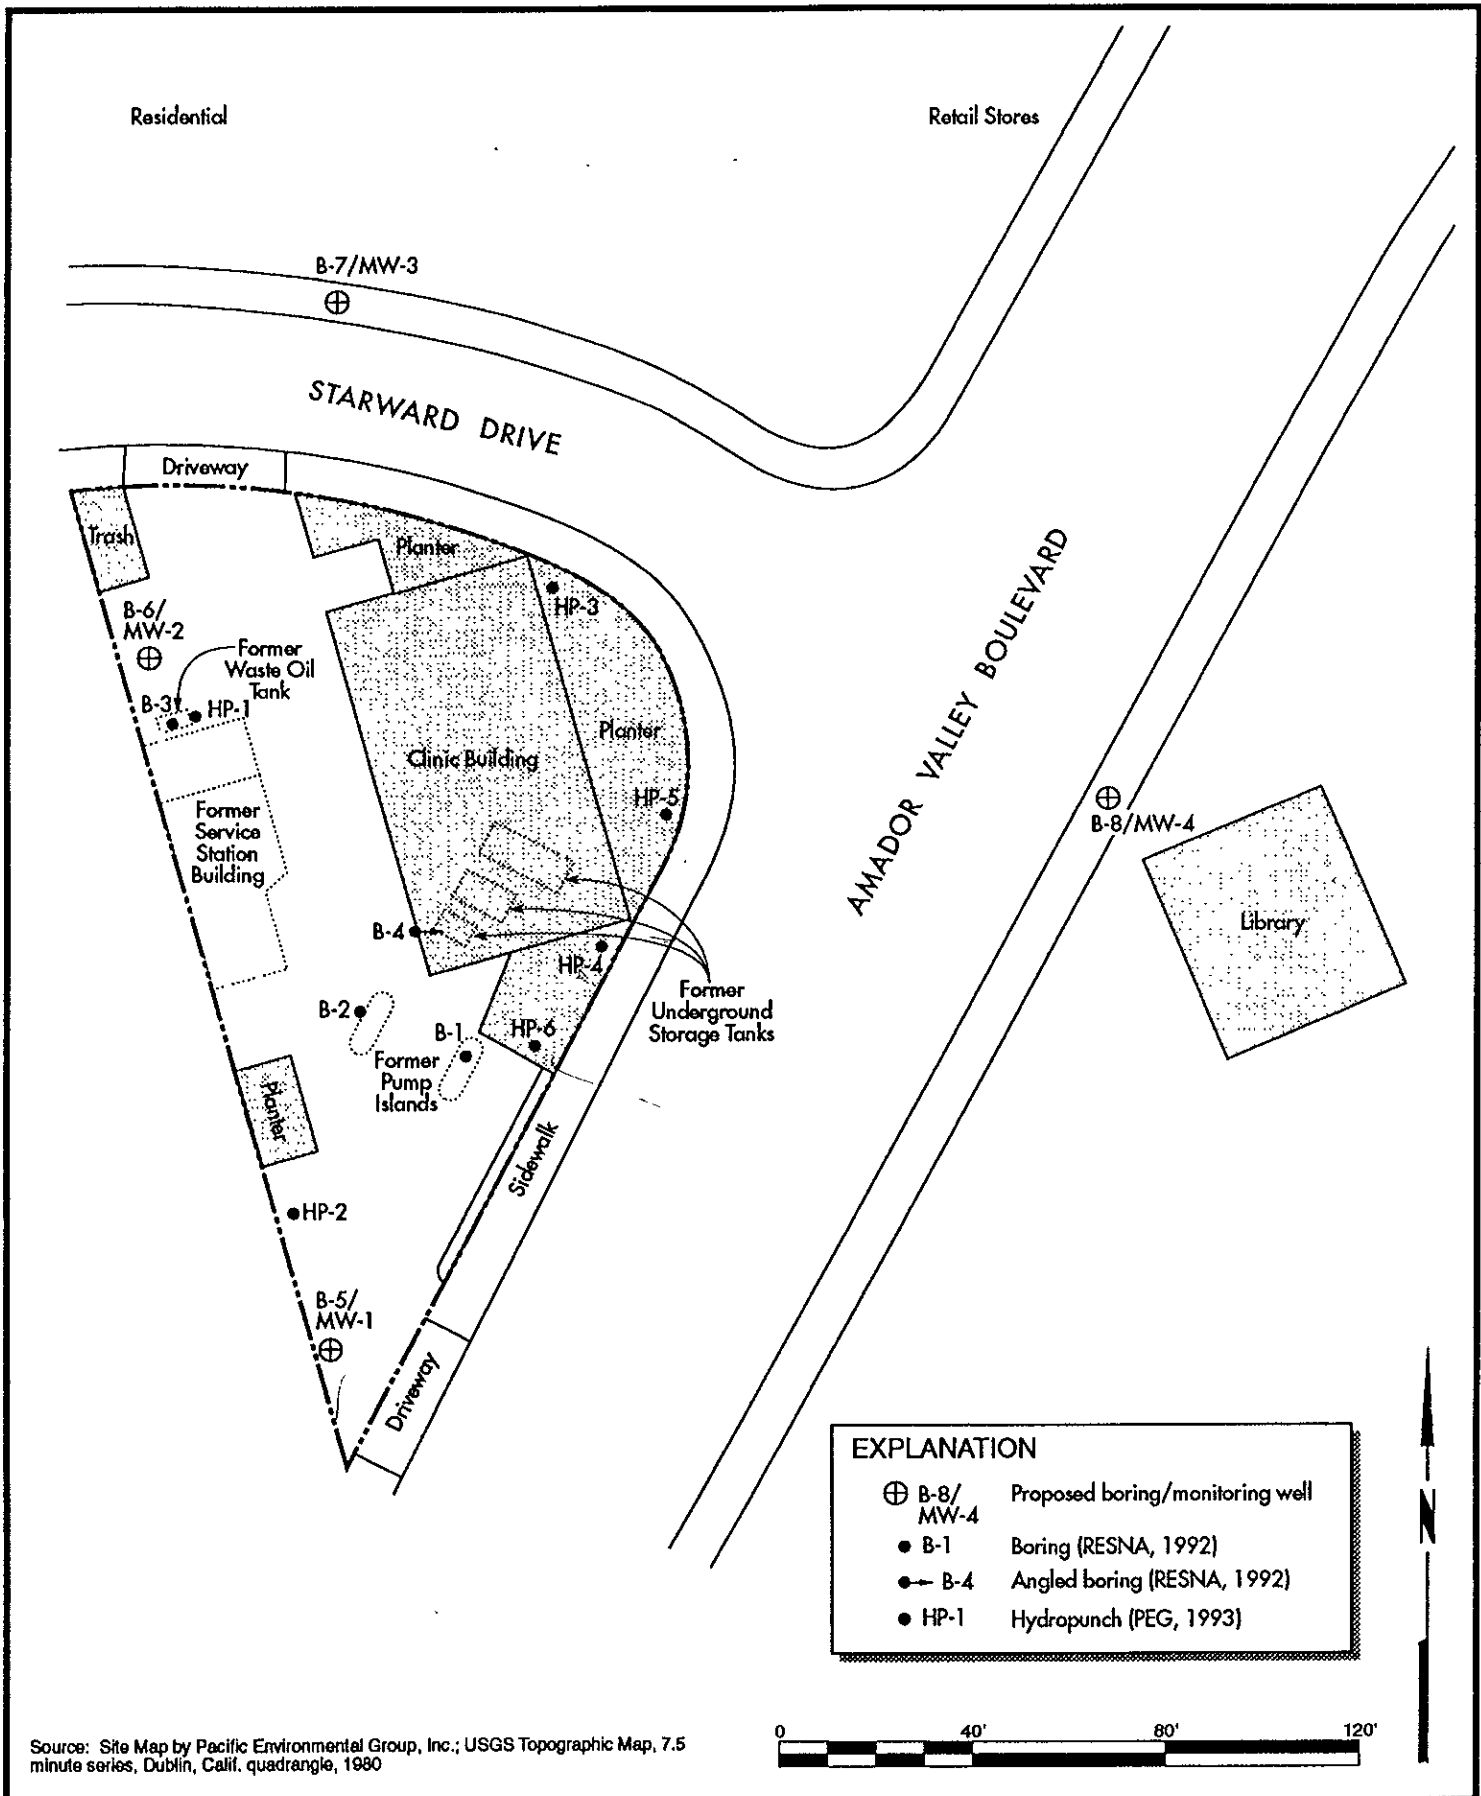 Residential
Retail Stores
B-7/MW-3
STARWARD DRIVE
Driveway
Trash
Planter
HP-3
B-6/
MW-2
Former
Waste Oil
Tank
B-3
HP-1
Planter
Clinic Building
AMADOR VALLEY BOULEVARD
HP-5
B-8/MW-4
Former
Service
Station
Building
Library
B-4
HP-4
Former
Underground
Storage Tanks
B-2
B-1
HP-6
Former
Pump
Islands
Planter
Sidewalk
HP-2
B-5/
MW-1
Driveway
EXPLANATION
B-8/ Proposed boring/monitoring well
MW-4
B-1 Boring (RESNA, 1992)
B-4 Angled boring (RESNA, 1992)
HP-1 Hydropunch (PEG, 1993)
N
0 40' 80' 120'
Source: Site Map by Pacific Environmental Group, Inc.; USGS Topographic Map, 7.5
minute series, Dublin, Calif. quadrangle, 1980